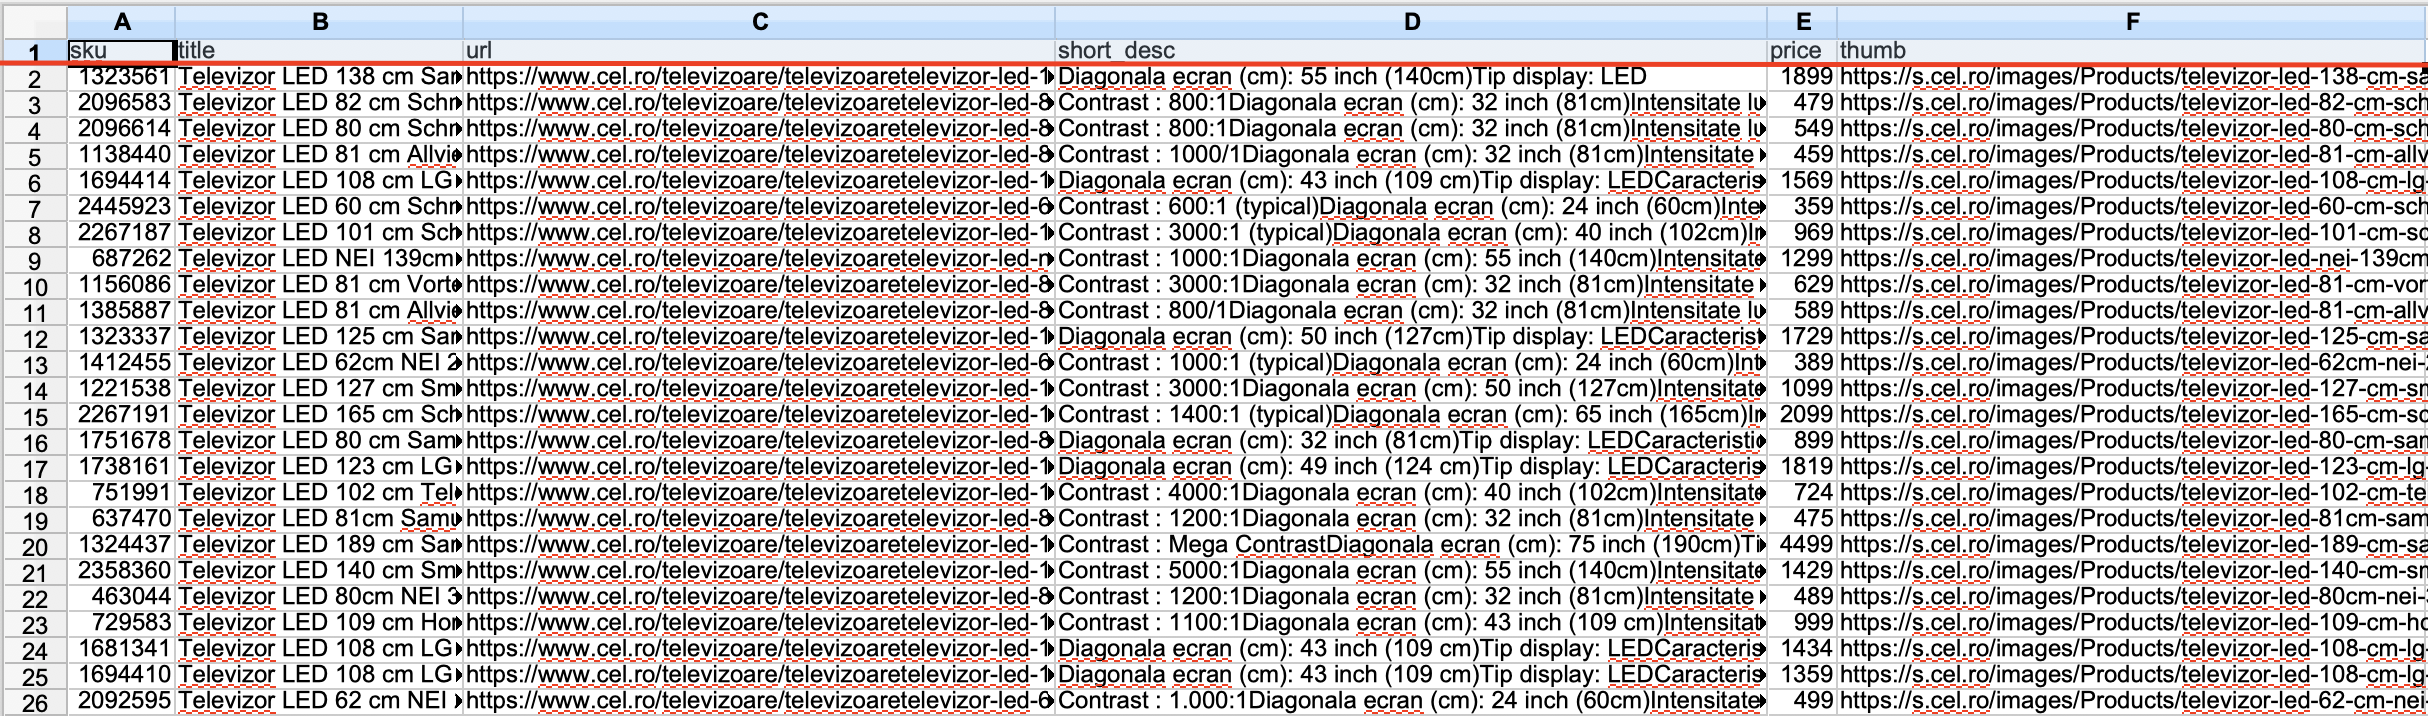 A B C D E F
1 sku title url short_desc price thumb
2 1323561 Televizor LED 138 cm Sam https://www.cel.ro/televizoare/televizoaretelevizor-led-1 Diagonala ecran (cm): 55 inch (140cm)Tip display: LED 1899 https://s.cel.ro/images/Products/televizor-led-138-cm-sa
3 2096583 Televizor LED 82 cm Schn https://www.cel.ro/televizoare/televizoaretelevizor-led-8 Contrast : 800:1Diagonala ecran (cm): 32 inch (81cm)Intensitate lu 479 https://s.cel.ro/images/Products/televizor-led-82-cm-sch
4 2096614 Televizor LED 80 cm Schn https://www.cel.ro/televizoare/televizoaretelevizor-led-8 Contrast : 800:1Diagonala ecran (cm): 32 inch (81cm)Intensitate lu 549 https://s.cel.ro/images/Products/televizor-led-80-cm-sch
5 1138440 Televizor LED 81 cm Allvie https://www.cel.ro/televizoare/televizoaretelevizor-led-8 Contrast : 1000/1Diagonala ecran (cm): 32 inch (81cm)Intensitate 459 https://s.cel.ro/images/Products/televizor-led-81-cm-allv
6 1694414 Televizor LED 108 cm LG https://www.cel.ro/televizoare/televizoaretelevizor-led-1 Diagonala ecran (cm): 43 inch (109 cm)Tip display: LEDCaracteris 1569 https://s.cel.ro/images/Products/televizor-led-108-cm-lg
7 2445923 Televizor LED 60 cm Schn https://www.cel.ro/televizoare/televizoaretelevizor-led-6 Contrast : 600:1 (typical)Diagonala ecran (cm): 24 inch (60cm)Inte 359 https://s.cel.ro/images/Products/televizor-led-60-cm-sch
8 2267187 Televizor LED 101 cm Sch https://www.cel.ro/televizoare/televizoaretelevizor-led-1 Contrast : 3000:1 (typical)Diagonala ecran (cm): 40 inch (102cm)In 969 https://s.cel.ro/images/Products/televizor-led-101-cm-sc
9 687262 Televizor LED NEI 139cm https://www.cel.ro/televizoare/televizoaretelevizor-led-n Contrast : 1000:1Diagonala ecran (cm): 55 inch (140cm)Intensitate 1299 https://s.cel.ro/images/Products/televizor-led-nei-139cm
10 1156086 Televizor LED 81 cm Vorte https://www.cel.ro/televizoare/televizoaretelevizor-led-8 Contrast : 3000:1Diagonala ecran (cm): 32 inch (81cm)Intensitate 629 https://s.cel.ro/images/Products/televizor-led-81-cm-vor
11 1385887 Televizor LED 81 cm Allvie https://www.cel.ro/televizoare/televizoaretelevizor-led-8 Contrast : 800/1Diagonala ecran (cm): 32 inch (81cm)Intensitate lu 589 https://s.cel.ro/images/Products/televizor-led-81-cm-allv
12 1323337 Televizor LED 125 cm Sam https://www.cel.ro/televizoare/televizoaretelevizor-led-1 Diagonala ecran (cm): 50 inch (127cm)Tip display: LEDCaracteris 1729 https://s.cel.ro/images/Products/televizor-led-125-cm-sa
13 1412455 Televizor LED 62cm NEI 2 https://www.cel.ro/televizoare/televizoaretelevizor-led-6 Contrast : 1000:1 (typical)Diagonala ecran (cm): 24 inch (60cm)Int 389 https://s.cel.ro/images/Products/televizor-led-62cm-nei-2
14 1221538 Televizor LED 127 cm Sm https://www.cel.ro/televizoare/televizoaretelevizor-led-1 Contrast : 3000:1Diagonala ecran (cm): 50 inch (127cm)Intensitate 1099 https://s.cel.ro/images/Products/televizor-led-127-cm-sm
15 2267191 Televizor LED 165 cm Sch https://www.cel.ro/televizoare/televizoaretelevizor-led-1 Contrast : 1400:1 (typical)Diagonala ecran (cm): 65 inch (165cm)In 2099 https://s.cel.ro/images/Products/televizor-led-165-cm-sc
16 1751678 Televizor LED 80 cm Sam https://www.cel.ro/televizoare/televizoaretelevizor-led-8 Diagonala ecran (cm): 32 inch (81cm)Tip display: LEDCaracteristic 899 https://s.cel.ro/images/Products/televizor-led-80-cm-sam
17 1738161 Televizor LED 123 cm LG https://www.cel.ro/televizoare/televizoaretelevizor-led-1 Diagonala ecran (cm): 49 inch (124 cm)Tip display: LEDCaracteris 1819 https://s.cel.ro/images/Products/televizor-led-123-cm-lg
18 751991 Televizor LED 102 cm Tele https://www.cel.ro/televizoare/televizoaretelevizor-led-1 Contrast : 4000:1Diagonala ecran (cm): 40 inch (102cm)Intensitate 724 https://s.cel.ro/images/Products/televizor-led-102-cm-te
19 637470 Televizor LED 81cm Samu https://www.cel.ro/televizoare/televizoaretelevizor-led-8 Contrast : 1200:1Diagonala ecran (cm): 32 inch (81cm)Intensitate 475 https://s.cel.ro/images/Products/televizor-led-81cm-sam
20 1324437 Televizor LED 189 cm Sam https://www.cel.ro/televizoare/televizoaretelevizor-led-1 Contrast : Mega ContrastDiagonala ecran (cm): 75 inch (190cm)Ti 4499 https://s.cel.ro/images/Products/televizor-led-189-cm-sa
21 2358360 Televizor LED 140 cm Sm https://www.cel.ro/televizoare/televizoaretelevizor-led-1 Contrast : 5000:1Diagonala ecran (cm): 55 inch (140cm)Intensitate 1429 https://s.cel.ro/images/Products/televizor-led-140-cm-sm
22 463044 Televizor LED 80cm NEI 3 https://www.cel.ro/televizoare/televizoaretelevizor-led-8 Contrast : 1200:1Diagonala ecran (cm): 32 inch (81cm)Intensitate 489 https://s.cel.ro/images/Products/televizor-led-80cm-nei-3
23 729583 Televizor LED 109 cm Hor https://www.cel.ro/televizoare/televizoaretelevizor-led-1 Contrast : 1100:1Diagonala ecran (cm): 43 inch (109 cm)Intensitat 999 https://s.cel.ro/images/Products/televizor-led-109-cm-ho
24 1681341 Televizor LED 108 cm LG https://www.cel.ro/televizoare/televizoaretelevizor-led-1 Diagonala ecran (cm): 43 inch (109 cm)Tip display: LEDCaracteris 1434 https://s.cel.ro/images/Products/televizor-led-108-cm-lg
25 1694410 Televizor LED 108 cm LG https://www.cel.ro/televizoare/televizoaretelevizor-led-1 Diagonala ecran (cm): 43 inch (109 cm)Tip display: LEDCaracteris 1359 https://s.cel.ro/images/Products/televizor-led-108-cm-lg
26 2092595 Televizor LED 62 cm NEI https://www.cel.ro/televizoare/televizoaretelevizor-led-6 Contrast : 1.000:1Diagonala ecran (cm): 24 inch (60cm)Intensitate 499 https://s.cel.ro/images/Products/televizor-led-62-cm-nei